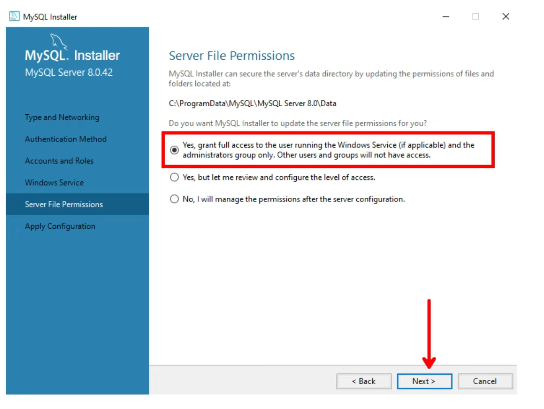 MySQL Installer
MySQL. Installer
MySQL Server 8.0.42
Type and Networking
Authentication Method
Accounts and Roles
Windows Service
Server File Permissions
Apply Configuration
Server File Permissions
MySQL Installer can secure the server's data directory by updating the permissions of files and
folders located at:
C:\ProgramData\MySQL\MySQL Server 8.0\Data
Do you want MySQL Installer to update the server file permissions for you?
Yes, grant full access to the user running the Windows Service (if applicable) and the
administrators group only. Other users and groups will not have access.
Yes, but let me review and configure the level of access.
No, I will manage the permissions after the server configuration.
< Back
Next >
Cancel